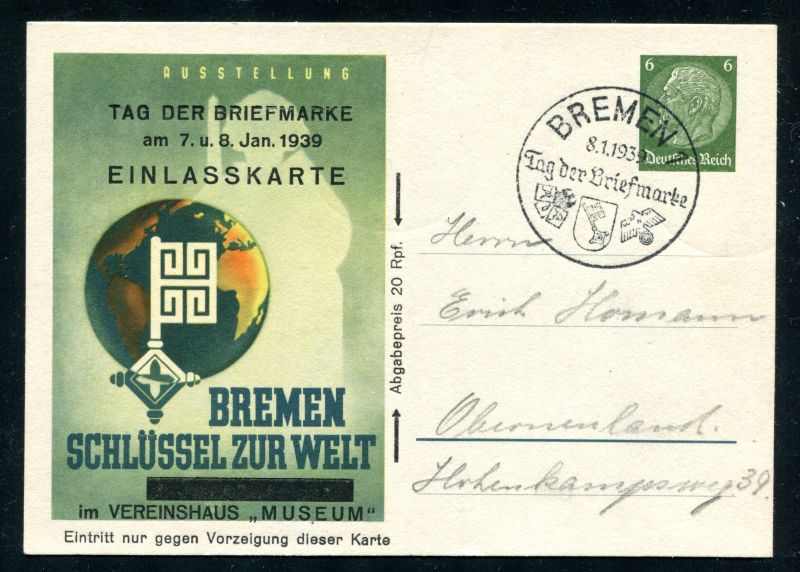 AUSSTELLUNG
TAG DER BRIEFMARKE
am 7. u. 8. Jan. 1939
EINLASSKARTE
BREMEN
SCHLÜSSEL ZUR WELT
im VEREINSHAUS „MUSEUM"
Eintritt nur gegen Vorzeigung dieser Karte
Abgabepreis 20 Rpf.
6 6
Deutsches Reich
BREMEN
8.1.1939
Tag der Briefmarke
Herrn
Erich Homann
Oberneuland.
Hohenkampsweg 39.